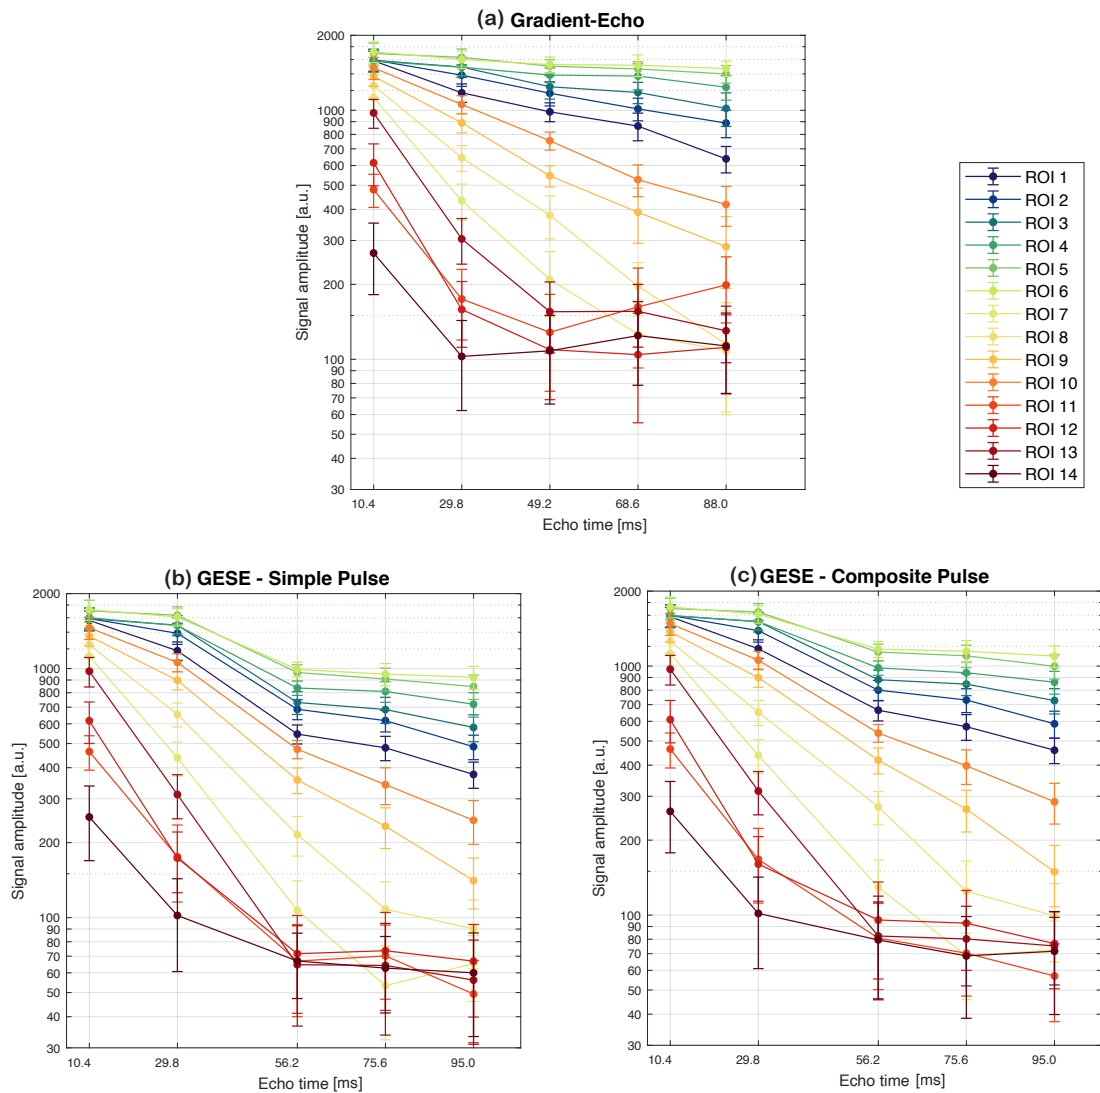 (a) Gradient-Echo
2000
1000
900
800
700
600
500
400
300
200
100
90
80
70
60
50
40
30
Signal amplitude [a.u.]
10.4 29.8 49.2 68.6 88.0
Echo time [ms]
ROI 1
ROI 2
ROI 3
ROI 4
ROI 5
ROI 6
ROI 7
ROI 8
ROI 9
ROI 10
ROI 11
ROI 12
ROI 13
ROI 14
(b) GESE - Simple Pulse
2000
1000
900
800
700
600
500
400
300
200
100
90
80
70
60
50
40
30
Signal amplitude [a.u.]
10.4 29.8 56.2 75.6 95.0
Echo time [ms]
(c) GESE - Composite Pulse
2000
1000
900
800
700
600
500
400
300
200
100
90
80
70
60
50
40
30
Signal amplitude [a.u.]
10.4 29.8 56.2 75.6 95.0
Echo time [ms]